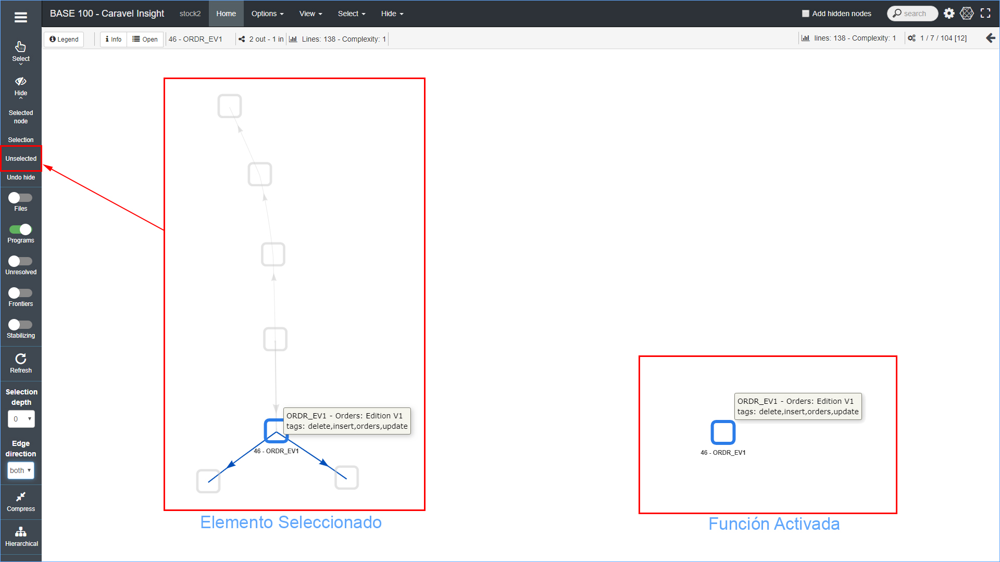 BASE 100 - Caravel Insight
stock2
Home
Options
View
Select
Hide
Add hidden nodes
search
Legend
Info
Open
46 - ORDR_EV1
2 out - 1 in
Lines: 138 - Complexity: 1
lines: 138 - Complexity: 1
1 / 7 / 104 [12]
Select
Hide
Selected
node
Selection
Unselected
Undo hide
Files
Programs
Unresolved
Frontiers
Stabilizing
Refresh
Selection
depth
0
Edge
direction
both
Compress
Hierarchical
ORDR_EV1 - Orders: Edition V1
tags: delete,insert,orders,update
46 - ORDR_EV1
Elemento Seleccionado
ORDR_EV1 - Orders: Edition V1
tags: delete,insert,orders,update
46 - ORDR_EV1
Función Activada